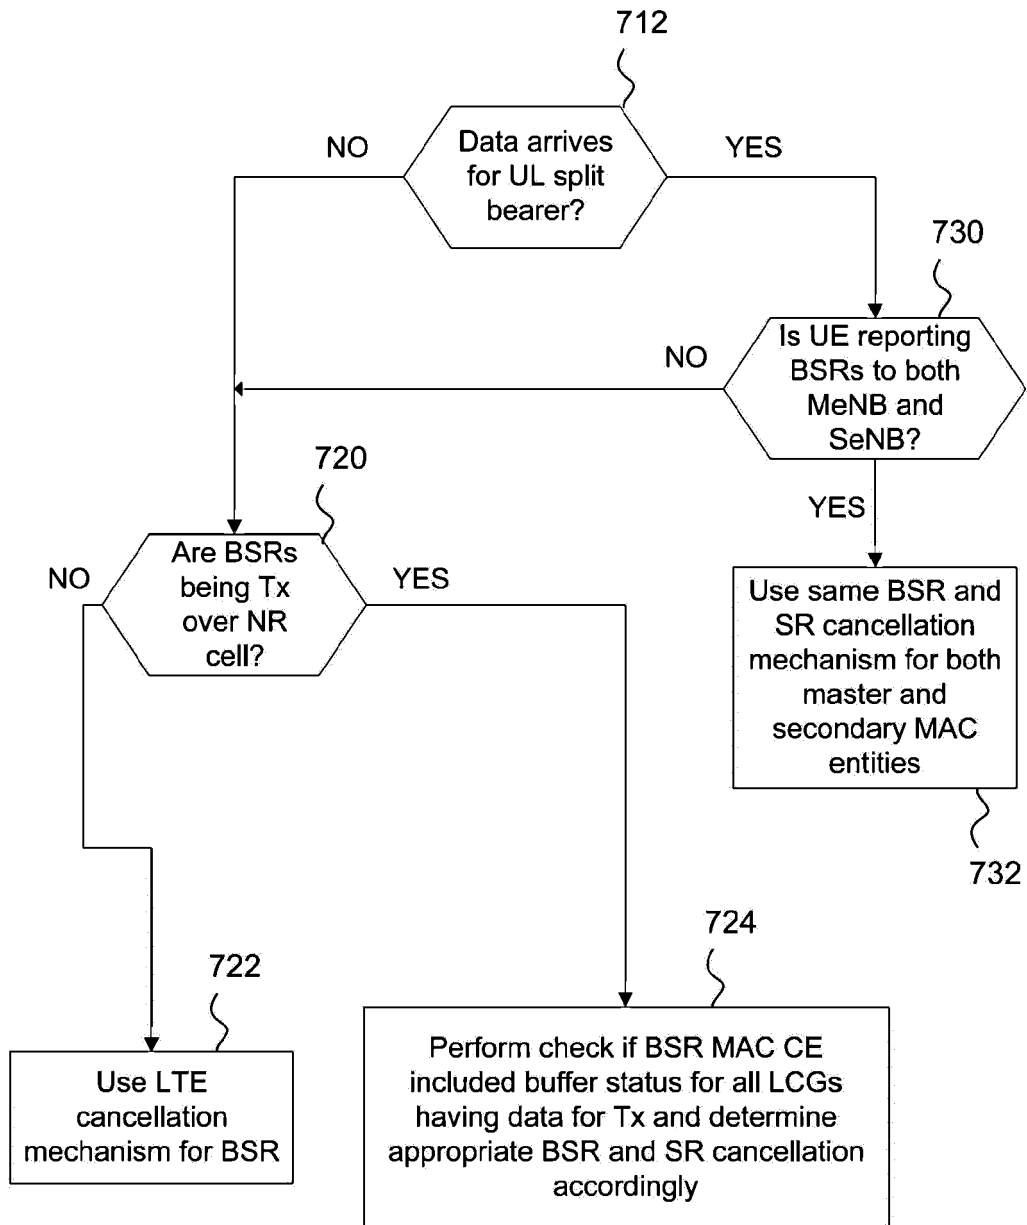 712
NO
Data arrives
for UL split
bearer?
YES
730
NO
Is UE reporting
BSRs to both
MeNB and
SeNB?
720
YES
NO
Are BSRs
being Tx
over NR
cell?
YES
Use same BSR and
SR cancellation
mechanism for both
master and
secondary MAC
entities
732
724
722
Use LTE
cancellation
mechanism for BSR
Perform check if BSR MAC CE
included buffer status for all LCGs
having data for Tx and determine
appropriate BSR and SR cancellation
accordingly